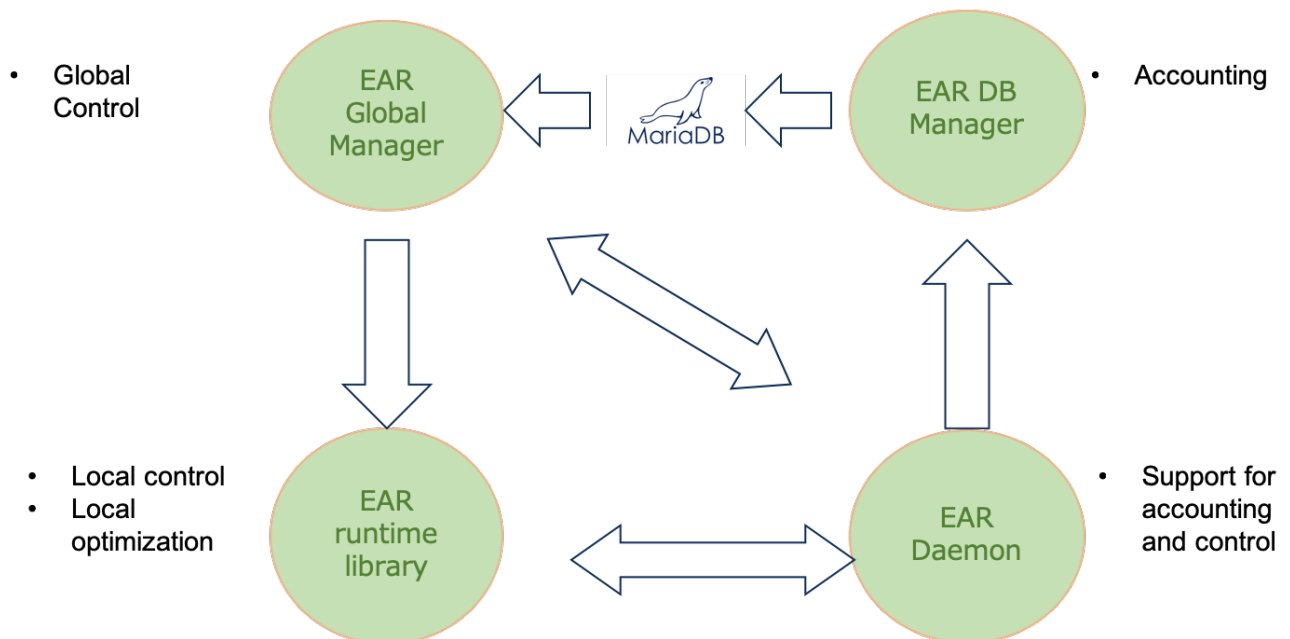 • Global
Control
EAR
Global
Manager
MariaDB
EAR DB
Manager
• Accounting
• Local control
• Local
optimization
EAR
runtime
library
EAR
Daemon
• Support for
accounting
and control